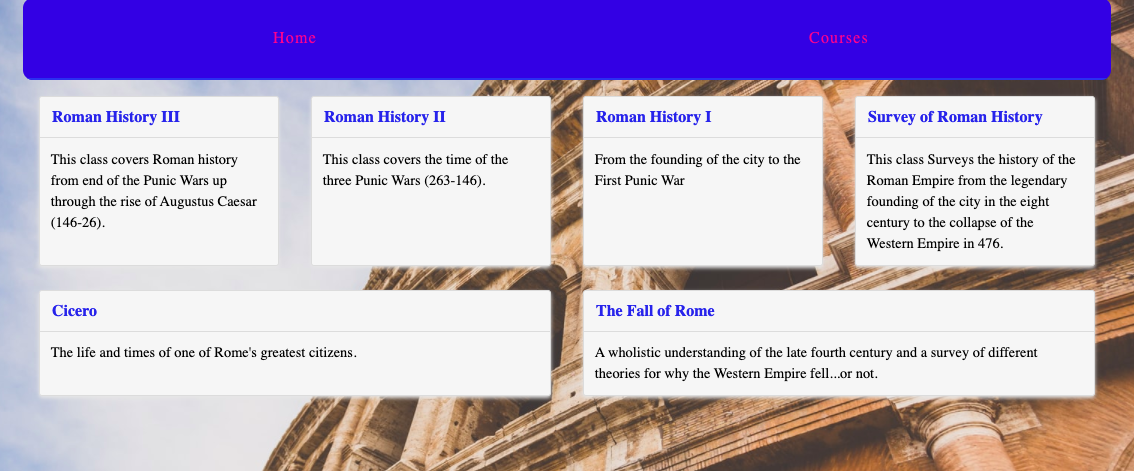 Home
Courses
Roman History III
This class covers Roman history
from end of the Punic Wars up
through the rise of Augustus Caesar
(146-26).
Roman History II
This class covers the time of the
three Punic Wars (263-146).
Roman History I
From the founding of the city to the
First Punic War
Survey of Roman History
This class Surveys the history of the
Roman Empire from the legendary
founding of the city in the eight
century to the collapse of the
Western Empire in 476.
Cicero
The life and times of one of Rome's greatest citizens.
The Fall of Rome
A wholistic understanding of the late fourth century and a survey of different
theories for why the Western Empire fell...or not.